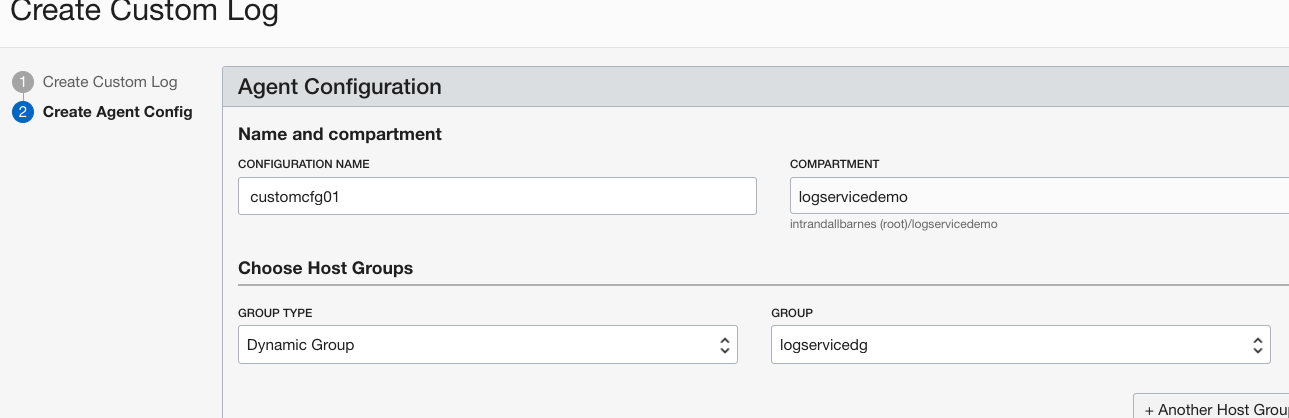 Create Custom Log
1 Create Custom Log
2 Create Agent Config
Agent Configuration
Name and compartment
CONFIGURATION NAME
customcfg01
COMPARTMENT
logservicedemo
intrandallbarnes (root)/logservicedemo
Choose Host Groups
GROUP TYPE
Dynamic Group
GROUP
logservicedg
+ Another Host Grou